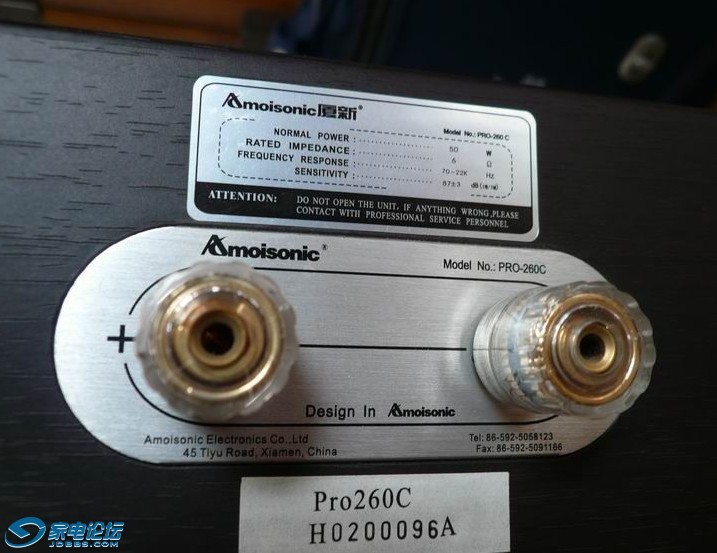 Amoisonic厦新®
Model No.: PRO-260 C
NORMAL POWER: 50 W
RATED IMPEDANCE: 6 Ω
FREQUENCY RESPONSE: 70-22K Hz
SENSITIVITY: 87±3 dB(1W/1M)
ATTENTION: DO NOT OPEN THE UNIT, IF ANYTHING WRONG,PLEASE
CONTACT WITH PROFESSIONAL SERVICE PERSONNEL
Amoisonic®
Model No.: PRO-260C
+
Design In Amoisonic
Amoisonic Electronics Co.,Ltd
45 Tiyu Road, Xiamen, China
Tel: 86-592-5058123
Fax: 86-592-5091166
Pro260C
H0200096A
家电论坛
JDBBS.COM